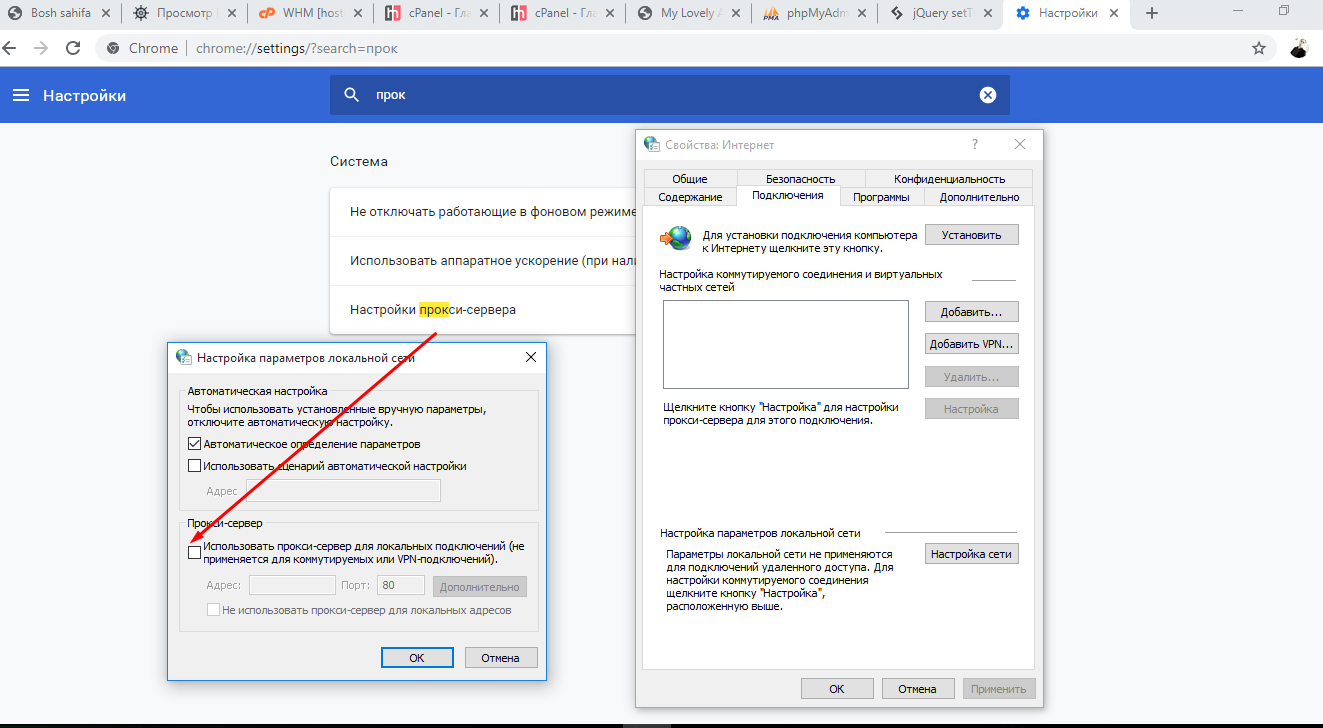 Bosh sahifa
Просмотр
WHM [host
cPanel - Гла
cPanel - Гла
My Lovely A
phpMyAdm
jQuery setT
Настройки
Chrome
chrome://settings/?search=прок
Настройки
прок
Система
Не отключать работающие в фоновом режиме
Использовать аппаратное ускорение (при нали
Настройки прокси-сервера
Настройка параметров локальной сети
Автоматическая настройка
Чтобы использовать установленные вручную параметры,
отключите автоматическую настройку.
Автоматическое определение параметров
Использовать сценарий автоматической настройки
Адрес
Прокси-сервер
Использовать прокси-сервер для локальных подключений (не
применяется для коммутируемых или VPN-подключений).
Адрес:
Порт:
80
Дополнительно
Не использовать прокси-сервер для локальных адресов
ОК
Отмена
Свойства: Интернет
?
Общие
Безопасность
Конфиденциальность
Содержание
Подключения
Программы
Дополнительно
Для установки подключения компьютера
к Интернету щелкните эту кнопку.
Установить
Настройка коммутируемого соединения и виртуальных
частных сетей
Добавить...
Добавить VPN...
Удалить...
Настройка
Щелкните кнопку "Настройка" для настройки
прокси-сервера для этого подключения.
Настройка параметров локальной сети
Параметры локальной сети не применяются
для подключений удаленного доступа. Для
настройки коммутируемого соединения
щелкните кнопку "Настройка",
расположенную выше.
Настройка сети
ОК
Отмена
Применить